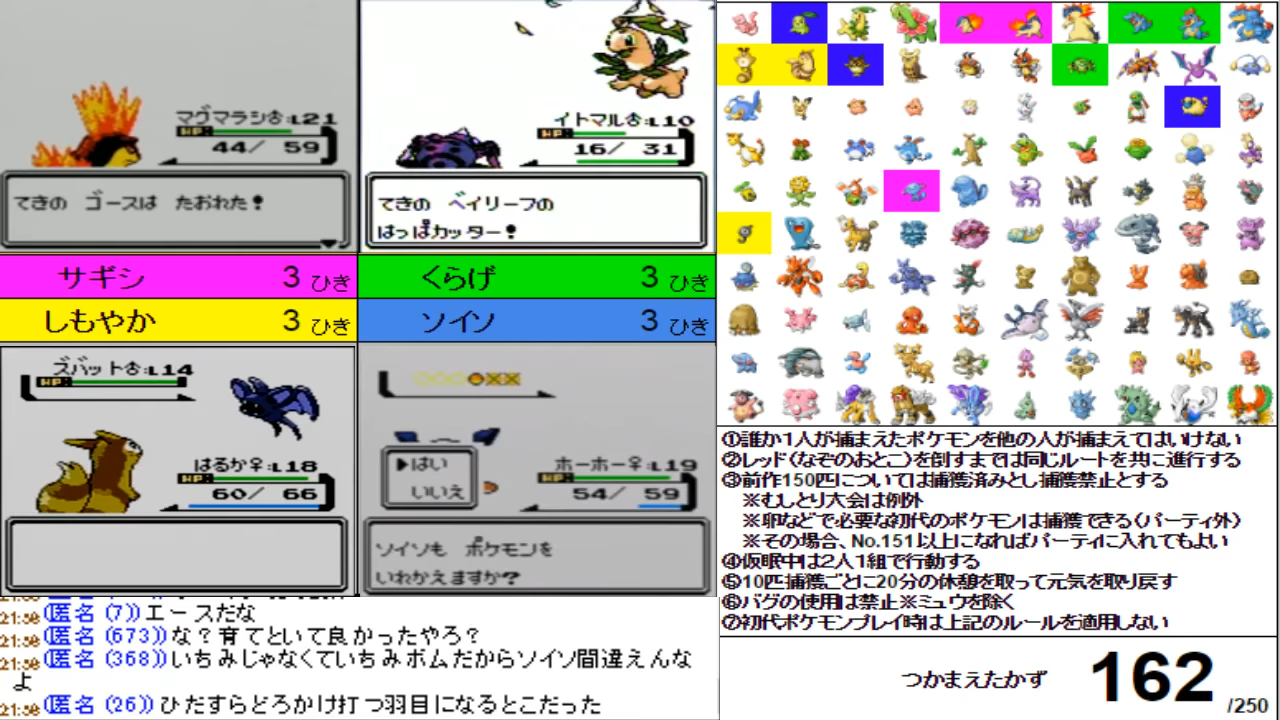 マグマラシ♂:L21
HP:
44/ 59
てきの ゴースは たおれた！
イトマル♂:L10
HP:
16/ 31
てきの ベイリーフの
はっぱカッター！
サギシ 3 ひき
くらげ 3 ひき
しもやか 3 ひき
ソイソ 3 ひき
ズバット♂:L14
HP:
はるか♀:L18
HP:
60/ 66
▶はい
いいえ
ホーホー♀:L19
HP:
54/ 59
ソイソも ポケモンを
いれかえますか？
(匿名 (7)) エースだな
21:58 (匿名 (673)) な？育てといて良かったやろ？
21:58 (匿名 (368)) いちみじゃなくていちみボムだからソイソ間違えんな
よ
21:58 (匿名 (26)) ひたすらどろかけ打つ羽目になるとこだった
①誰か1人が捕まえたポケモンを他の人が捕まえてはいけない
②レッド(なぞのおとこ)を倒すまでは同じルートを共に進行する
③前作150匹については捕獲済みとし捕獲禁止とする
※むしとり大会は例外
※卵などで必要な初代のポケモンは捕獲できる(パーティ外)
※その場合、No.151以上になればパーティに入れてもよい
④仮眠中は2人1組で行動する
⑤10匹捕獲ごとに20分の休憩を取って元気を取り戻す
⑥バグの使用は禁止※ミュウを除く
⑦初代ポケモンプレイ時は上記のルールを適用しない
つかまえたかず 162 /250